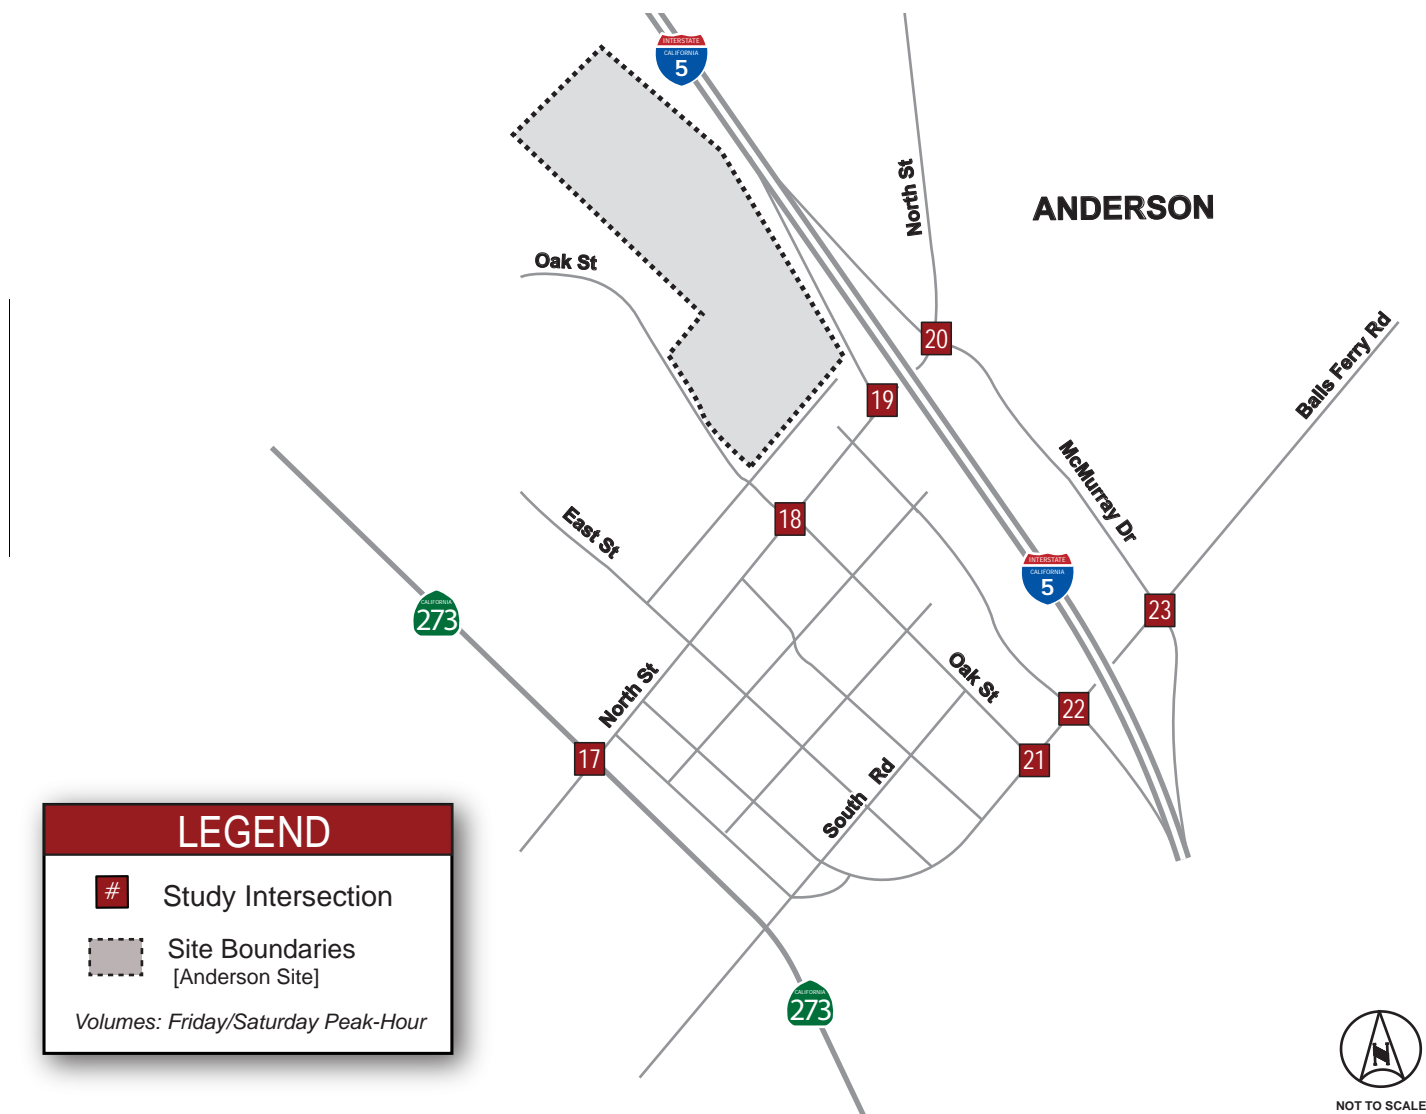 INTERSTATE
CALIFORNIA
5
North St
ANDERSON
Oak St
20
Balls Ferry Rd
19
McMurray Dr
18
East St
INTERSTATE
CALIFORNIA
5
CALIFORNIA
273
23
North St
Oak St
22
17
21
South Rd
LEGEND
# Study Intersection
Site Boundaries
[Anderson Site]
Volumes: Friday/Saturday Peak-Hour
CALIFORNIA
273
N
NOT TO SCALE